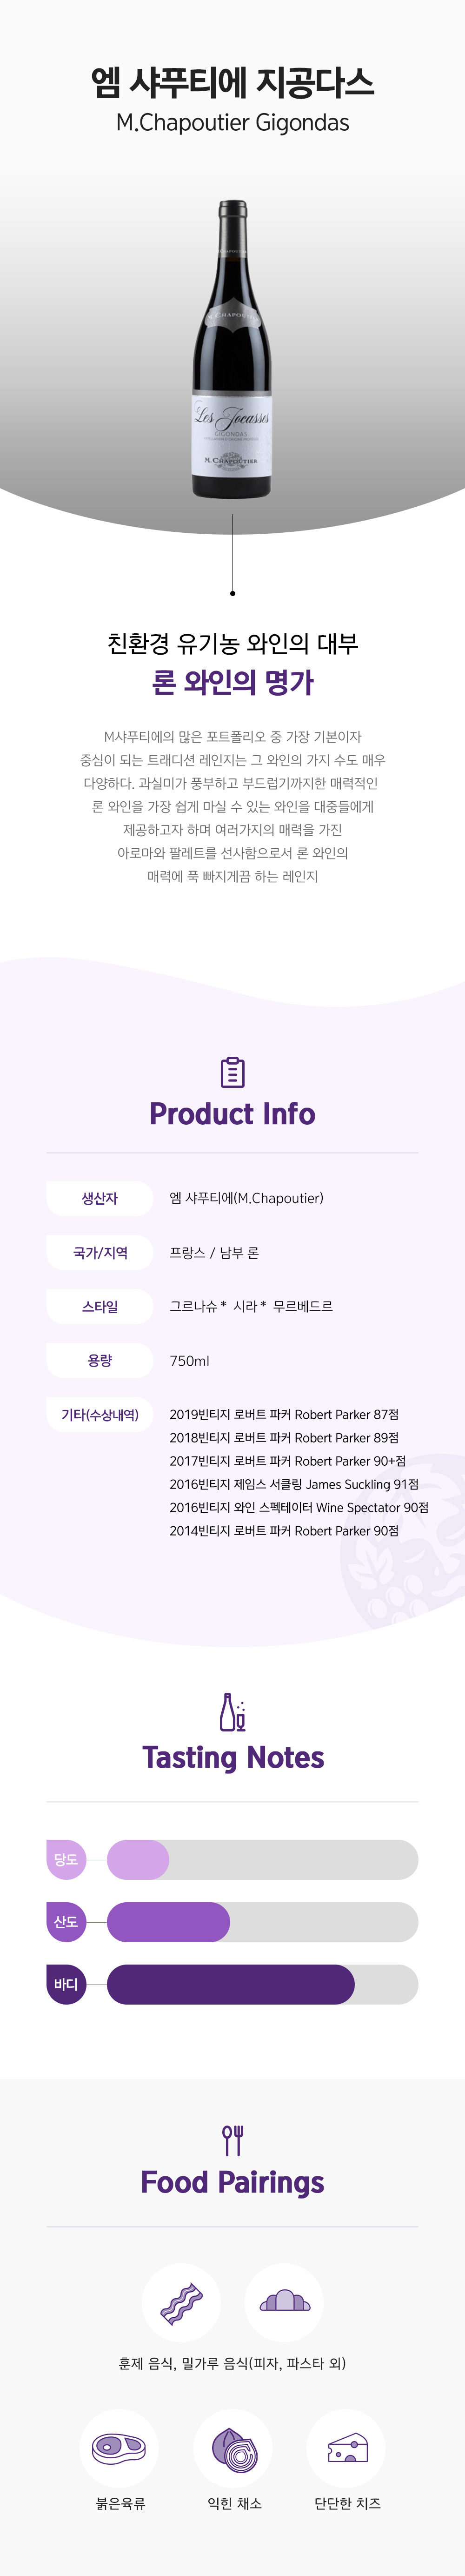 엠 샤푸티에 지공다스
M.Chapoutier Gigondas
M.CHAPOUTIER
Les Jocasses
GIGONDAS
M.CHAPOUTIER
친환경 유기농 와인의 대부
론 와인의 명가
M샤푸티에의 많은 포트폴리오 중 가장 기본이자
중심이 되는 트래디션 레인지는 그 와인의 가지 수도 매우
다양하다. 과실미가 풍부하고 부드럽기까지한 매력적인
론 와인을 가장 쉽게 마실 수 있는 와인을 대중들에게
제공하고자 하며 여러가지의 매력을 가진
아로마와 팔레트를 선사함으로서 론 와인의
매력에 푹 빠지게끔 하는 레인지
Product Info
생산자 엠 샤푸티에(M.Chapoutier)
국가/지역 프랑스 / 남부 론
스타일 그르나슈 * 시라 * 무르베드르
용량 750ml
기타(수상내역) 2019빈티지 로버트 파커 Robert Parker 87점
2018빈티지 로버트 파커 Robert Parker 89점
2017빈티지 로버트 파커 Robert Parker 90+점
2016빈티지 제임스 서클링 James Suckling 91점
2016빈티지 와인 스펙테이터 Wine Spectator 90점
2014빈티지 로버트 파커 Robert Parker 90점
Tasting Notes
당도
산도
바디
Food Pairings
훈제 음식, 밀가루 음식(피자, 파스타 외)
붉은육류 익힌 채소 단단한 치즈